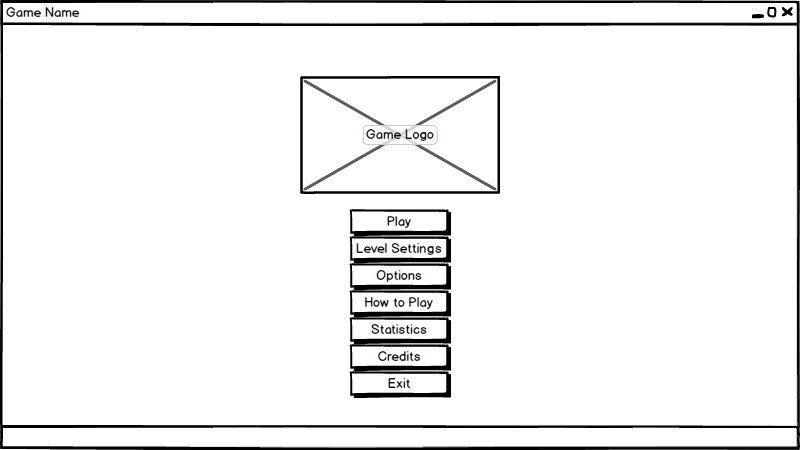 Game Name
Game Logo
Play
Level Settings
Options
How to Play
Statistics
Credits
Exit